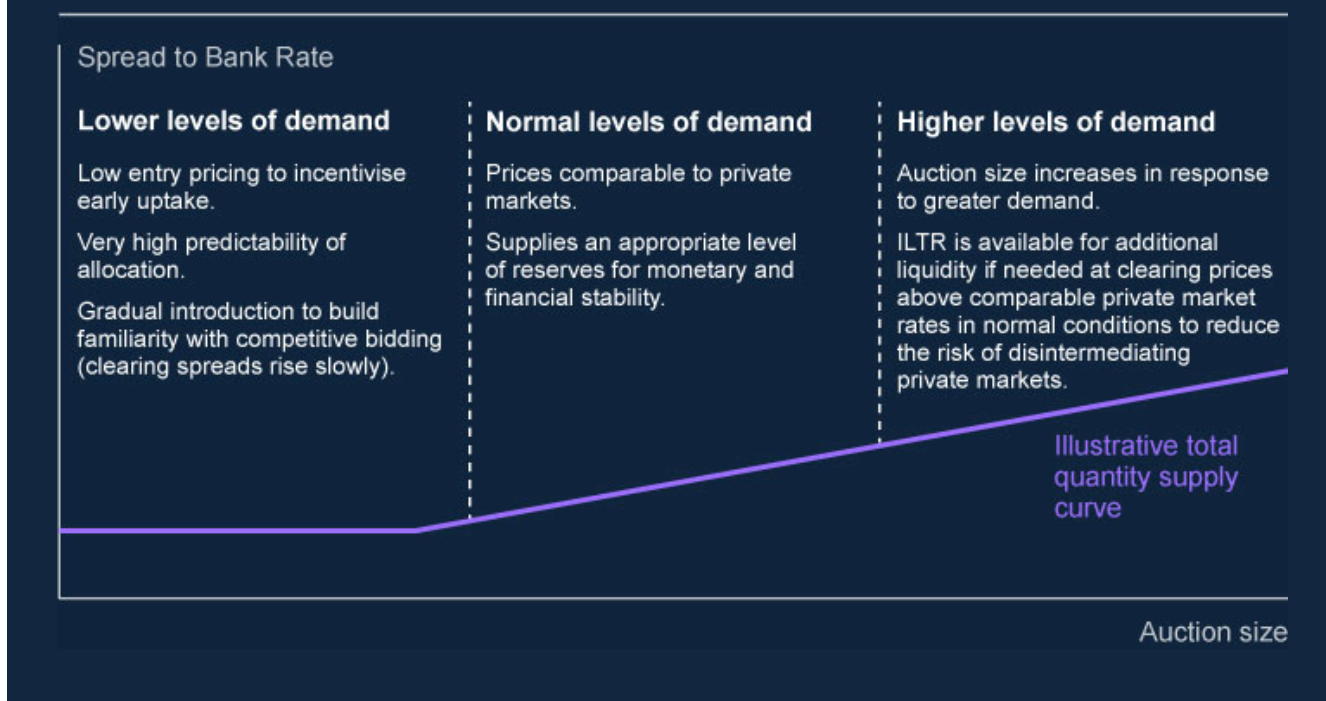 Spread to Bank Rate
Lower levels of demand
Low entry pricing to incentivise
early uptake.
Very high predictability of
allocation.
Gradual introduction to build
familiarity with competitive bidding
(clearing spreads rise slowly).
Normal levels of demand
Prices comparable to private
markets.
Supplies an appropriate level
of reserves for monetary and
financial stability.
Higher levels of demand
Auction size increases in response
to greater demand.
ILTR is available for additional
liquidity if needed at clearing prices
above comparable private market
rates in normal conditions to reduce
the risk of disintermediating
private markets.
Illustrative total
quantity supply
curve
Auction size